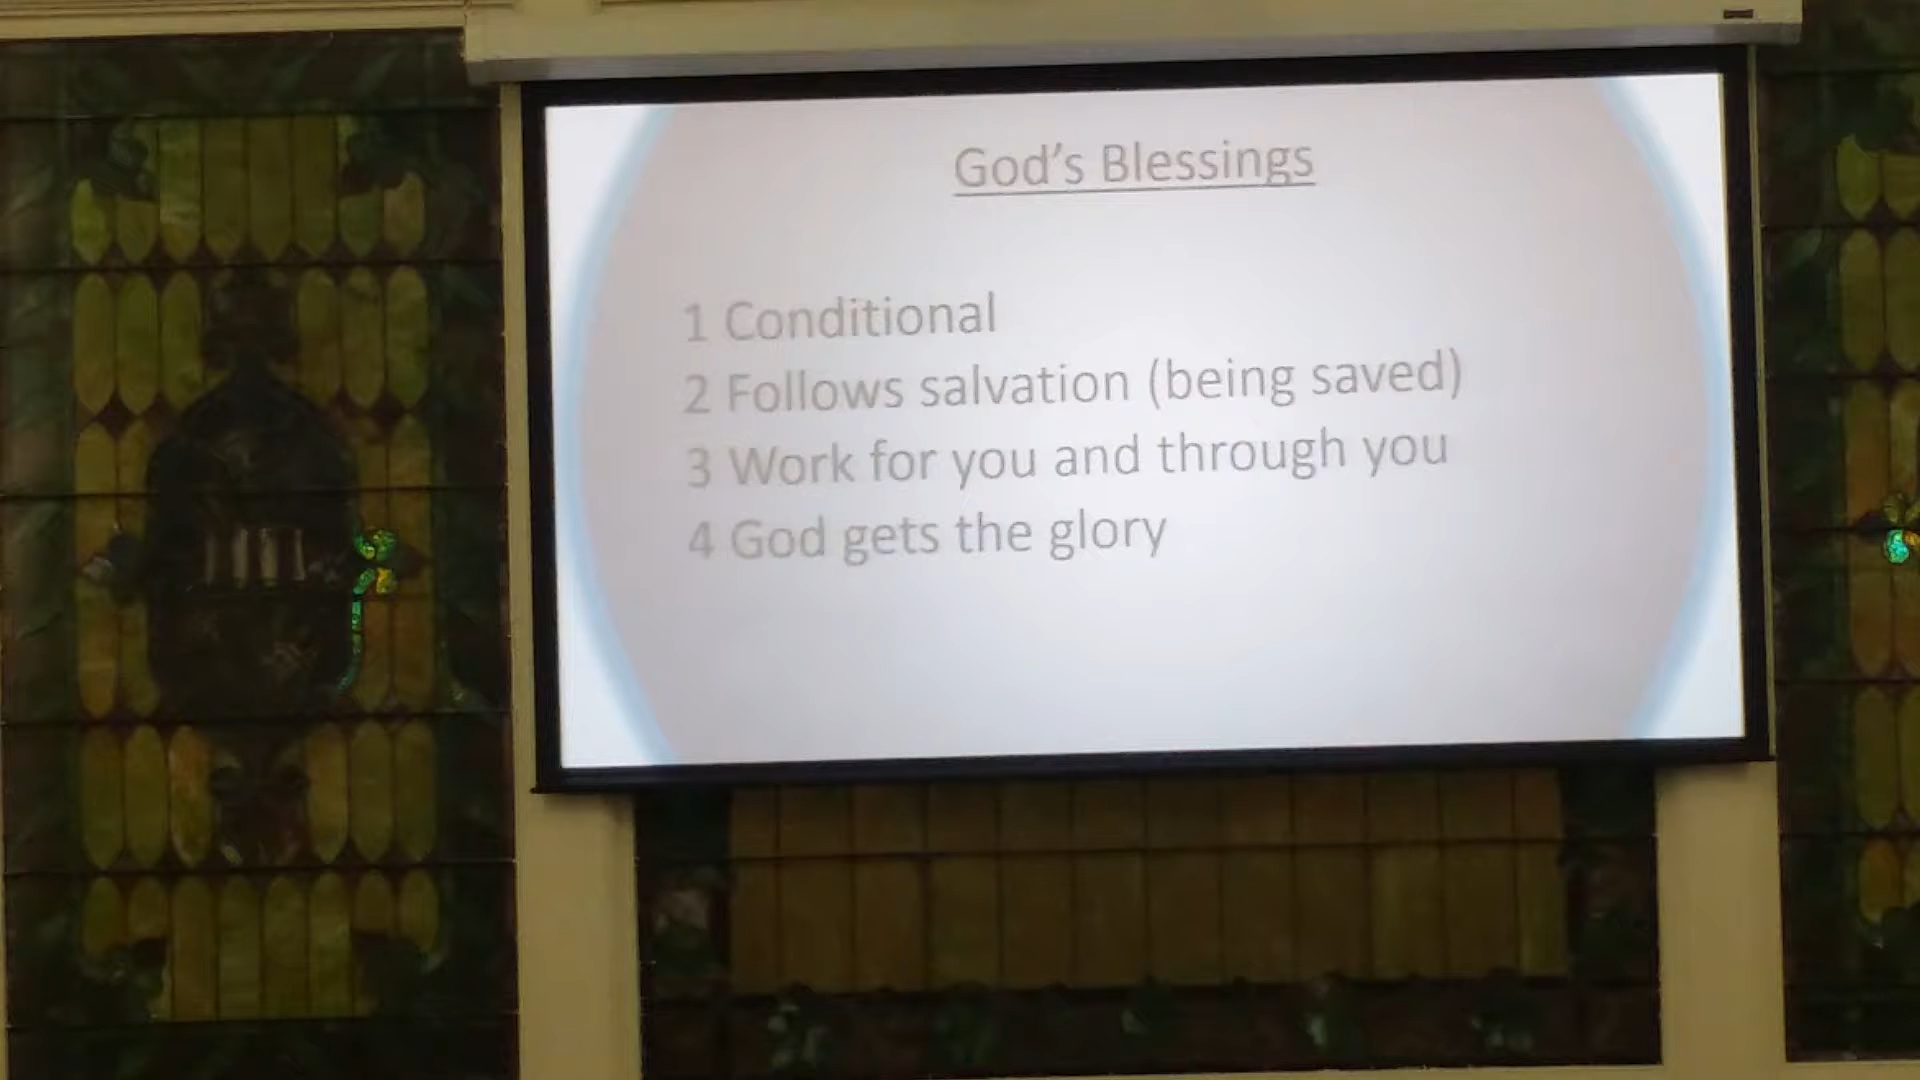 God's Blessings
1 Conditional
2 Follows salvation (being saved)
3 Work for you and through you
4 God gets the glory